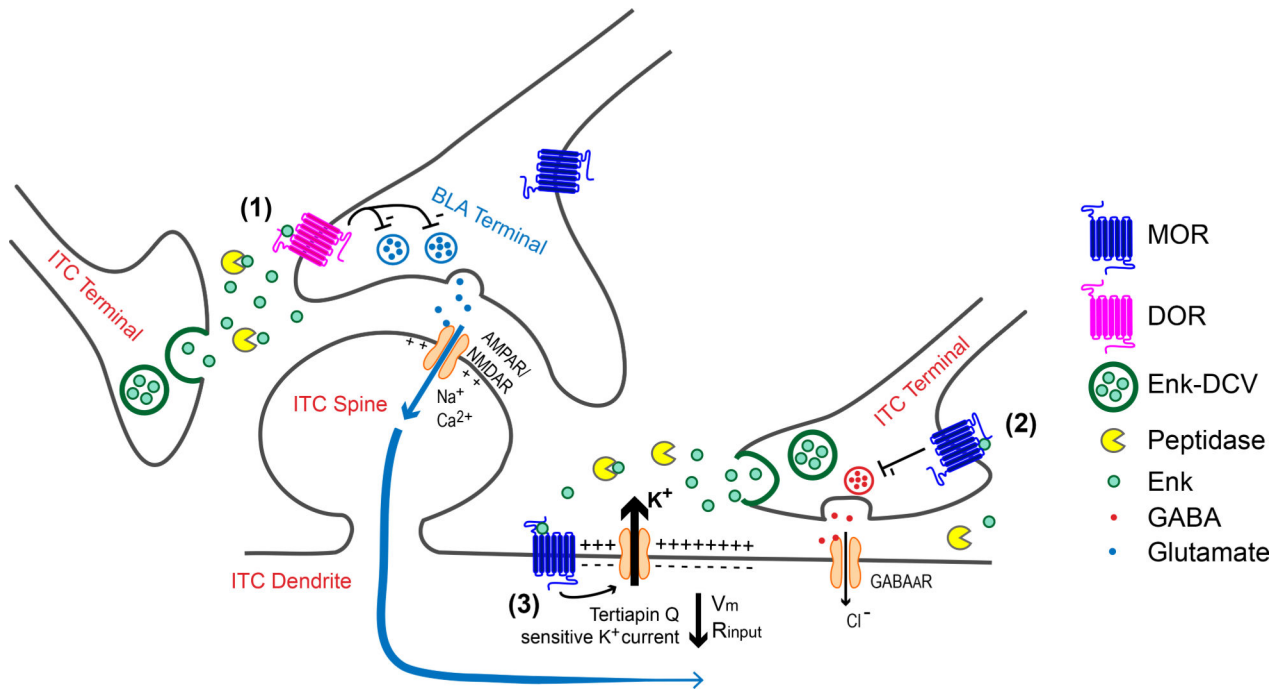 (1)
BLA Terminal
ITC Terminal
AMPAR/
NMDAR
+ +
+ +
Na+
Ca2+
ITC Spine
ITC Dendrite
ITC Terminal
(2)
K+
+++
++++++++
--------
(3)
Tertiapin Q
sensitive K+ current
Vm
Rinput
GABAAR
Cl-
MOR
DOR
Enk-DCV
Peptidase
Enk
GABA
Glutamate